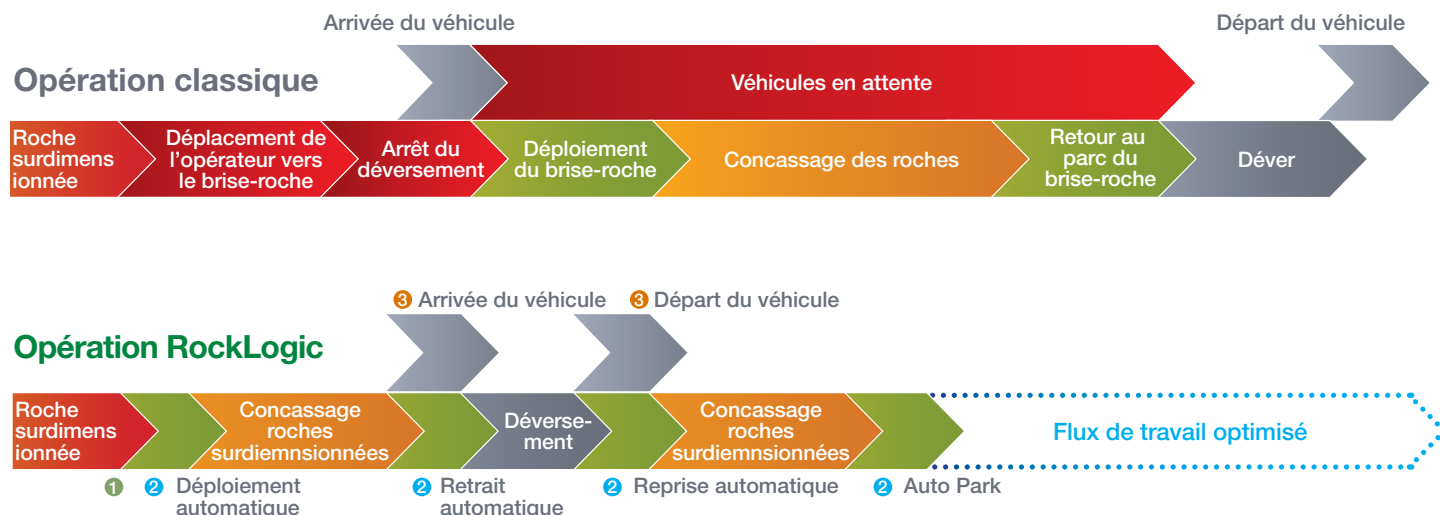 Arrivée du véhicule
Départ du véhicule
Opération classique
Véhicules en attente
Roche
surdimens
ionnée
Déplacement de
l'opérateur vers
le brise-roche
Arrêt du
déversement
Déploiement
du brise-roche
Concassage des roches
Retour au
parc du
brise-roche
Déver
3 Arrivée du véhicule
3 Départ du véhicule
Opération RockLogic
Roche
surdimens
ionnée
Concassage
roches
surdiemnsionnées
Déverse-
ment
Concassage
roches
surdiemnsionnées
Flux de travail optimisé
1
2 Déploiement
automatique
2 Retrait
automatique
2 Reprise automatique
2 Auto Park